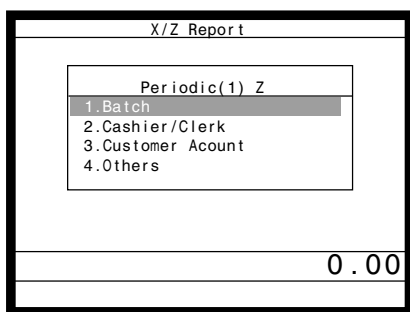 X/Z Report
Periodic(1) Z
1.Batch
2.Cashier/Clerk
3.Customer Acount
4.Others
0.00